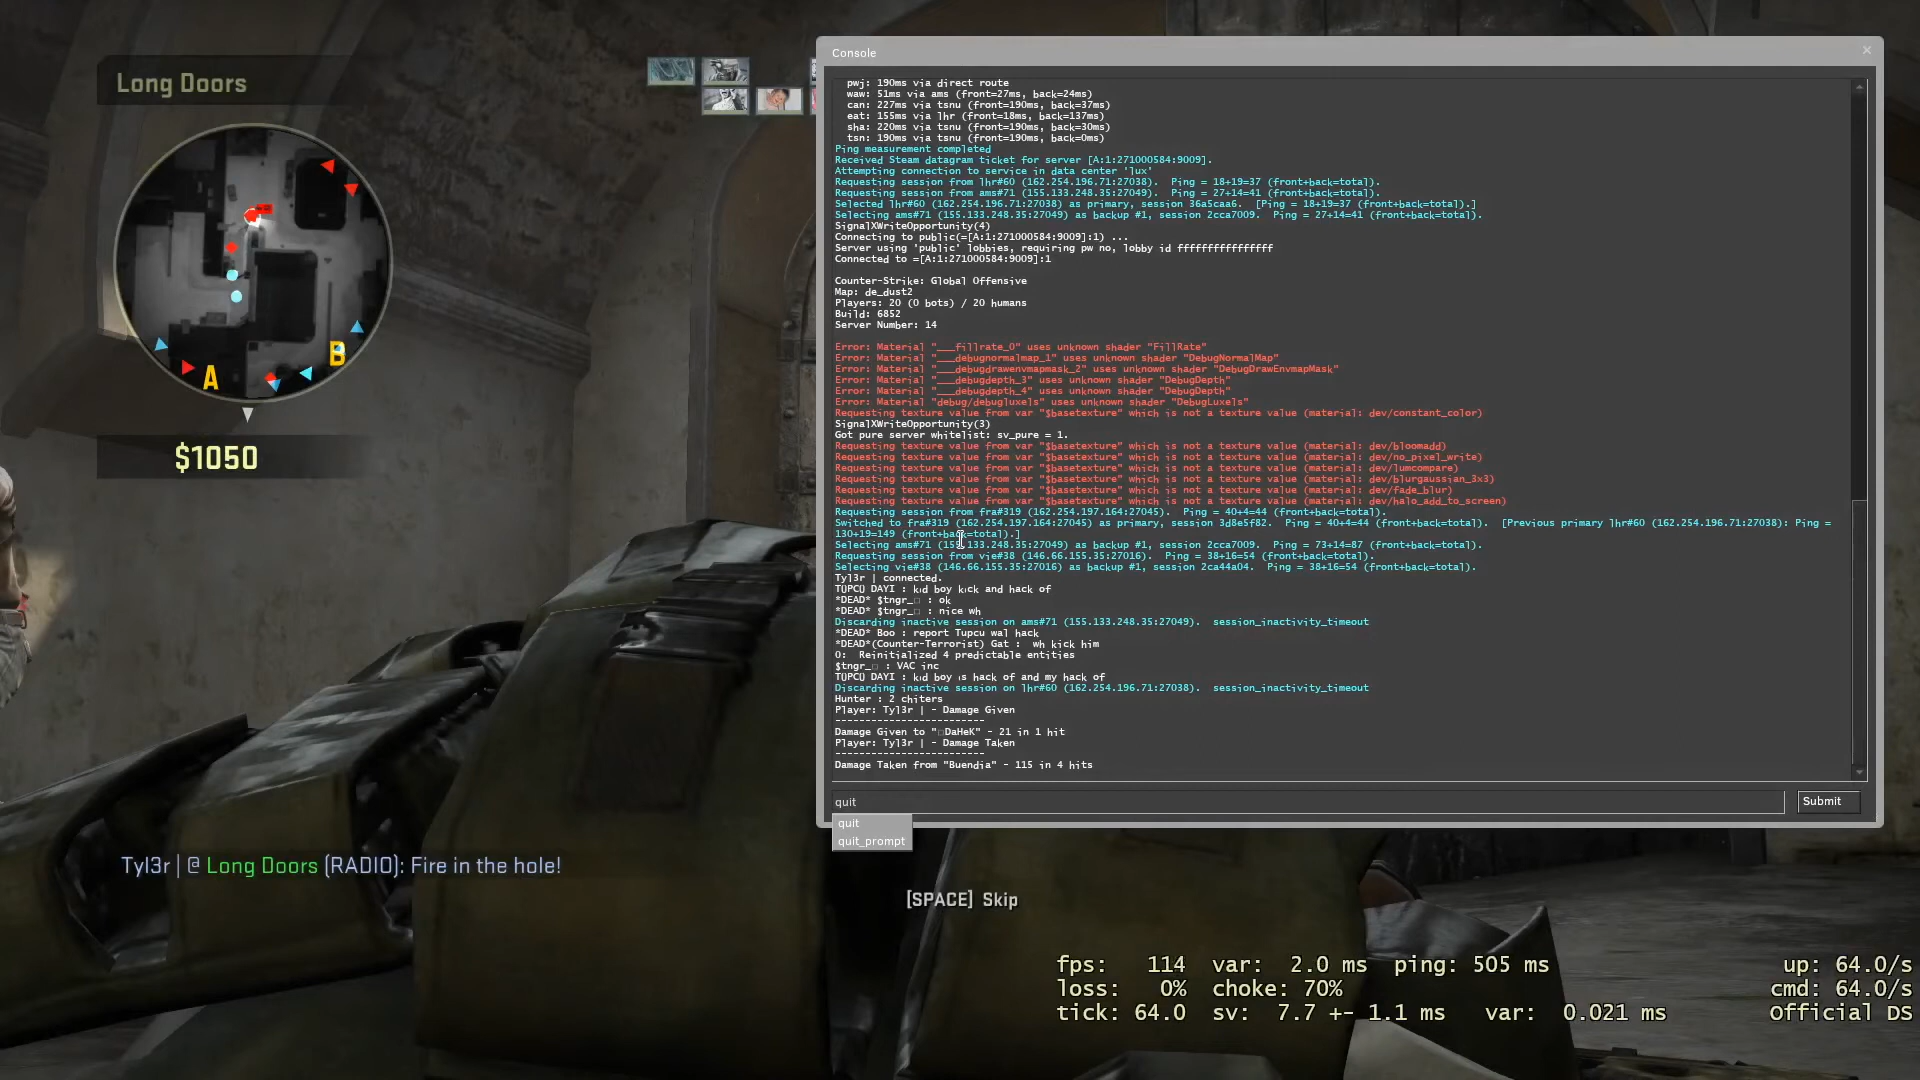 Long Doors
A
B
$1050
Console
pwj: 190ms via direct route
waw: 51ms via ams (front=27ms, back=24ms)
can: 227ms via tsnu (front=190ms, back=37ms)
eat: 155ms via lhr (front=18ms, back=137ms)
sha: 220ms via tsnu (front=190ms, back=30ms)
tsn: 190ms via tsnu (front=190ms, back=0ms)
Ping measurement completed
Received Steam datagram ticket for server [A:1:271000584:9009].
Attempting connection to service in data center 'lux'
Requesting session from lhr#60 (162.254.196.71:27038).  Ping = 18+19=37 (front+back=total).
Requesting session from ams#71 (155.133.248.35:27049).  Ping = 27+14=41 (front+back=total).
Selected lhr#60 (162.254.196.71:27038) as primary, session 36a5caa6.  [Ping = 18+19=37 (front+back=total).]
Selecting ams#71 (155.133.248.35:27049) as backup #1, session 2cca7009.  Ping = 27+14=41 (front+back=total).
SignalXWriteOpportunity(4)
Connecting to public(=[A:1:271000584:9009]:1) ...
Server using 'public' lobbies, requiring pw no, lobby id ffffffffffffffff
Connected to =[A:1:271000584:9009]:1
Counter-Strike: Global Offensive
Map: de_dust2
Players: 20 (0 bots) / 20 humans
Build: 6852
Server Number: 14
Error: Material "___fillrate_0" uses unknown shader "FillRate"
Error: Material "___debugnormalmap_1" uses unknown shader "DebugNormalMap"
Error: Material "___debugdrawenvmapmask_2" uses unknown shader "DebugDrawEnvmapMask"
Error: Material "___debugdepth_3" uses unknown shader "DebugDepth"
Error: Material "___debugdepth_4" uses unknown shader "DebugDepth"
Error: Material "debug/debugluxels" uses unknown shader "DebugLuxels"
Requesting texture value from var "$basetexture" which is not a texture value (material: dev/constant_color)
SignalXWriteOpportunity(3)
Got pure server whitelist: sv_pure = 1.
Requesting texture value from var "$basetexture" which is not a texture value (material: dev/bloomadd)
Requesting texture value from var "$basetexture" which is not a texture value (material: dev/no_pixel_write)
Requesting texture value from var "$basetexture" which is not a texture value (material: dev/lumcompare)
Requesting texture value from var "$basetexture" which is not a texture value (material: dev/blurgaussian_3x3)
Requesting texture value from var "$basetexture" which is not a texture value (material: dev/fade_blur)
Requesting texture value from var "$basetexture" which is not a texture value (material: dev/halo_add_to_screen)
Requesting session from fra#319 (162.254.197.164:27045).  Ping = 40+4=44 (front+back=total).
Switched to fra#319 (162.254.197.164:27045) as primary, session 3d8e5f82.  Ping = 40+4=44 (front+back=total).  [Previous primary lhr#60 (162.254.196.71:27038): Ping =
130+19=149 (front+back=total).]
Selecting ams#71 (155.133.248.35:27049) as backup #1, session 2cca7009.  Ping = 73+14=87 (front+back=total).
Requesting session from vie#38 (146.66.155.35:27016).  Ping = 38+16=54 (front+back=total).
Selecting vie#38 (146.66.155.35:27016) as backup #1, session 2ca44a04.  Ping = 38+16=54 (front+back=total).
Tyl3r | connected.
TUPCU DAYI : kıd boy kıck and hack of
*DEAD* $tngr_□ : ok
*DEAD* $tngr_□ : nice wh
Discarding inactive session on ams#71 (155.133.248.35:27049).  session_inactivity_timeout
*DEAD* Boo : report Tupcu wal hack
*DEAD*(Counter-Terrorist) Gat :  wh kick him
0:  Reinitialized 4 predictable entities
$tngr_□ : VAC inc
TUPCU DAYI : kıd boy ıs hack of and my hack of
Discarding inactive session on lhr#60 (162.254.196.71:27038).  session_inactivity_timeout
Hunter : 2 chiters
Player: Tyl3r | - Damage Given
-------------------------
Damage Given to "□DaHeK" - 21 in 1 hit
Player: Tyl3r | - Damage Taken
-------------------------
Damage Taken from "Buendia" - 115 in 4 hits
quit
Submit
quit
quit_prompt
Tyl3r | @ Long Doors (RADIO): Fire in the hole!
[SPACE] Skip
fps: 114 var: 2.0 ms ping: 505 ms up: 64.0/s
loss: 0% choke: 70% cmd: 64.0/s
tick: 64.0 sv: 7.7 +- 1.1 ms var: 0.021 ms Official DS